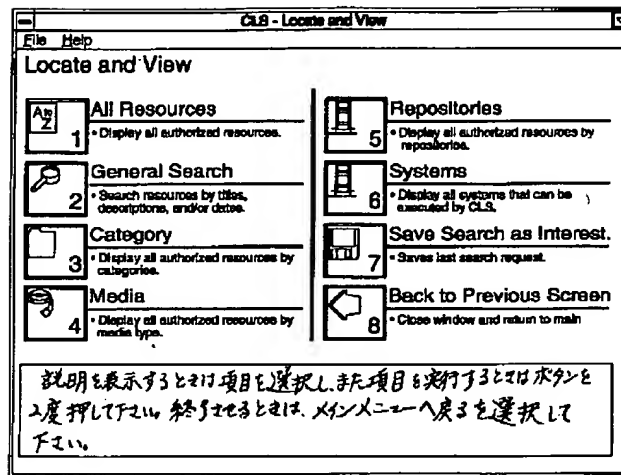 CLS - Locate and View
File Help
Locate and View
A to Z
1
All Resources
• Display all authorized resources.
2
General Search
• Search resources by titles,
descriptions, and/or dates.
3
Category
• Display all authorized resources by
categories.
4
Media
• Display all authorized resources by
media type.
5
Repositories
• Display all authorized resources by
repositories.
6
Systems
• Display all systems that can be
executed by CLS.
7
Save Search as Interest.
• Saves last search request.
8
Back to Previous Screen
• Close window and return to main
説明を表示するときは項目を選択し、また項目を実行するときはボタンを
2度押して下さい。終了させるときは、メインメニューへ戻るを選択して
下さい。